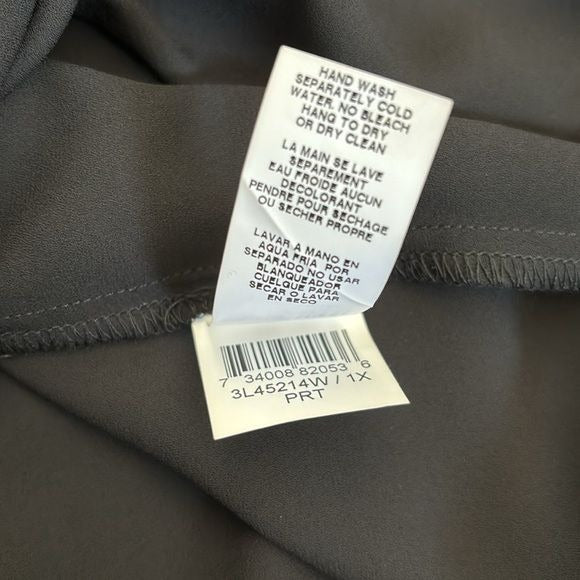 HAND WASH
SEPARATELY COLD
WATER. NO BLEACH
HANG TO DRY
OR DRY CLEAN
LA MAIN SE LAVE
SEPAREMENT
EAU FROIDE AUCUN
DECOLORANT
PENDRE POUR SECHAGE
OU SECHER PROPRE
LAVAR A MANO EN
AQUA FRIA POR
SEPARADO NO USAR
BLANQUEADOR
CUELGUE PARA
SECAR O LAVAR
EN SECO
7 34008 82053 6
3L45214W / 1X
PRT